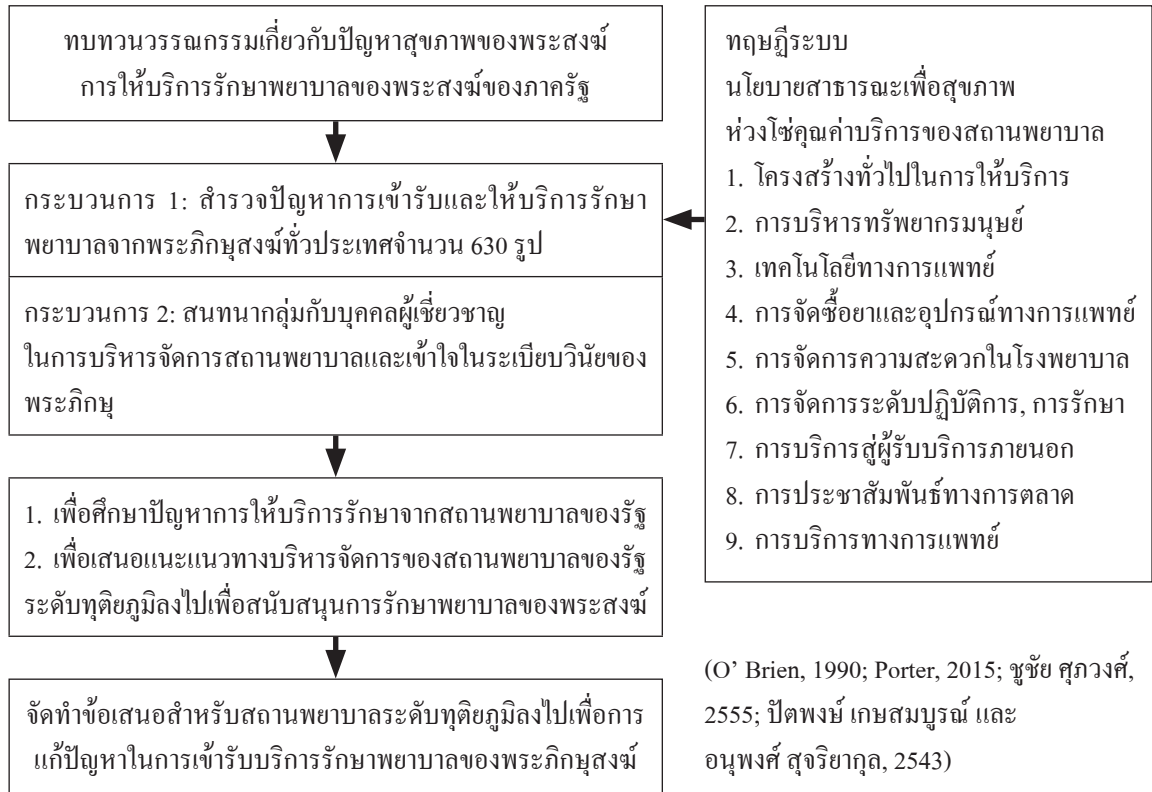 ทบทวนวรรณกรรมเกี่ยวกับปัญหาสุขภาพของพระสงฆ์
การให้บริการรักษาพยาบาลของพระสงฆ์ของภาครัฐ
กระบวนการ 1: สำรวจปัญหาการเข้ารับและให้บริการรักษา
พยาบาลจากพระภิกษุสงฆ์ทั่วประเทศจำนวน 630 รูป
กระบวนการ 2: สนทนากลุ่มกับบุคคลผู้เชี่ยวชาญ
ในการบริหารจัดการสถานพยาบาลและเข้าใจในระเบียบวินัยของ
พระภิกษุ
1. เพื่อศึกษาปัญหาการให้บริการรักษาจากสถานพยาบาลของรัฐ
2. เพื่อเสนอแนะแนวทางบริหารจัดการของสถานพยาบาลของรัฐ
ระดับทุติยภูมิลงไปเพื่อสนับสนุนการรักษาพยาบาลของพระสงฆ์
จัดทำข้อเสนอสำหรับสถานพยาบาลระดับทุติยภูมิลงไปเพื่อการ
แก้ปัญหาในการเข้ารับบริการรักษาพยาบาลของพระภิกษุสงฆ์
ทฤษฎีระบบ
นโยบายสาธารณะเพื่อสุขภาพ
ห่วงโซ่คุณค่าบริการของสถานพยาบาล
1. โครงสร้างทั่วไปในการให้บริการ
2. การบริหารทรัพยากรมนุษย์
3. เทคโนโลยีทางการแพทย์
4. การจัดซื้อยาและอุปกรณ์ทางการแพทย์
5. การจัดการความสะดวกในโรงพยาบาล
6. การจัดการระดับปฏิบัติการ, การรักษา
7. การบริการสู่ผู้รับบริการภายนอก
8. การประชาสัมพันธ์ทางการตลาด
9. การบริการทางการแพทย์
(O' Brien, 1990; Porter, 2015; ชูชัย ศุภวงศ์,
2555; ปัตพงษ์ เกษสมบูรณ์ และ
อนุพงศ์ สุจริยากุล, 2543)